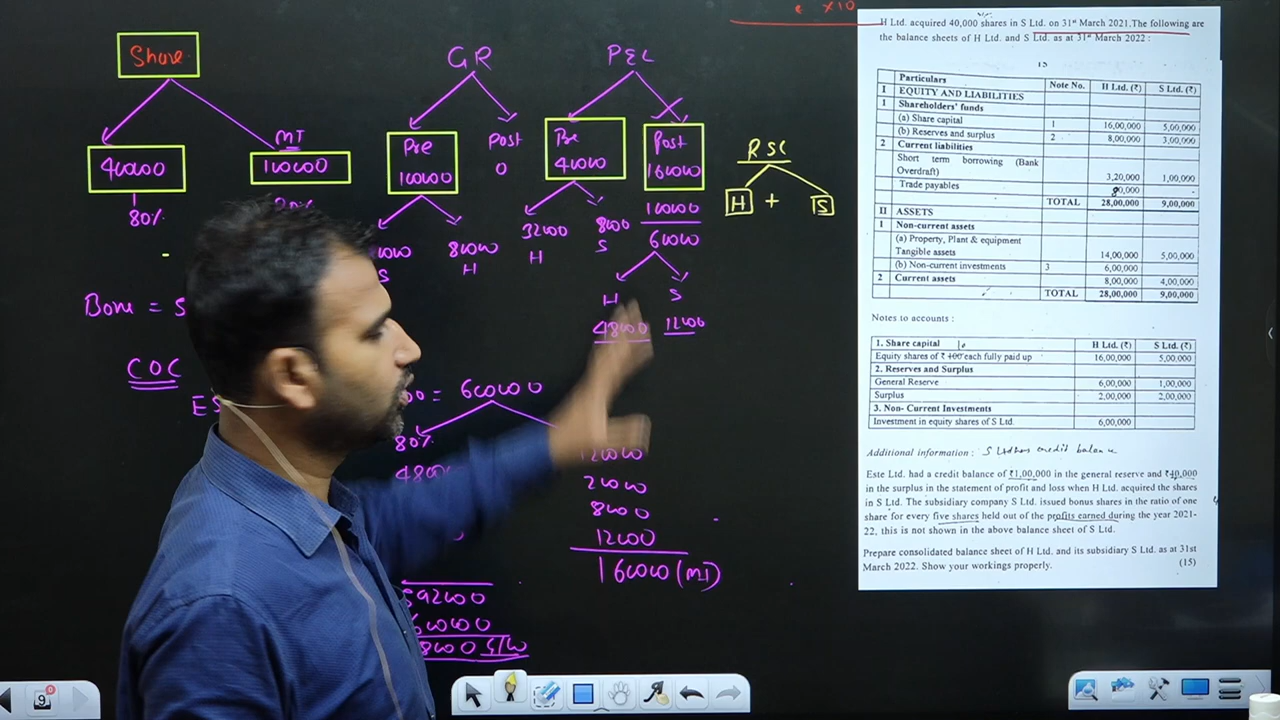 Share
40000
80%
MI
GR
Pre
100000
Post
0
80000
H
S
P&L
Pre
40000
Post
32000
H
8000
S
160000
100000
60000
H
48000
S
12000
RSC
H + S
COC
= 60000
80%
12000
2000
8000
12000
160000 (MI)
592000
60000
H Ltd. acquired 40,000 shares in S Ltd. on 31st March 2021.The following are
the balance sheets of H Ltd. and S Ltd. as at 31st March 2022 :
Particulars Note No. H Ltd. (₹) S Ltd. (₹)
I EQUITY AND LIABILITIES
1 Shareholders' funds
(a) Share capital 1 16,00,000 5,00,000
(b) Reserves and surplus 2 8,00,000 3,00,000
2 Current liabilities
Short term borrowing (Bank
Overdraft) 3,20,000 1,00,000
Trade payables 80,000 -
TOTAL 28,00,000 9,00,000
II ASSETS
1 Non-current assets
(a) Property, Plant & equipment
Tangible assets 14,00,000 5,00,000
(b) Non-current investments 3 6,00,000
2 Current assets 8,00,000 4,00,000
TOTAL 28,00,000 9,00,000
Notes to accounts :
1. Share capital H Ltd.(₹) S Ltd.(₹)
Equity shares of ₹ 100 each fully paid up 16,00,000 5,00,000
2. Reserves and Surplus
General Reserve 6,00,000 1,00,000
Surplus 2,00,000 2,00,000
3. Non- Current Investments
Investment in equity shares of S Ltd. 6,00,000
Additional information : S Ltd has credit balance
Este Ltd. had a credit balance of ₹1,00,000 in the general reserve and ₹40,000
in the surplus in the statement of profit and loss when H Ltd. acquired the shares
in S Ltd. The subsidiary company S Ltd. issued bonus shares in the ratio of one
share for every five shares held out of the profits earned during the year 2021-
22, this is not shown in the above balance sheet of S Ltd.
Prepare consolidated balance sheet of H Ltd. and its subsidiary S Ltd. as at 31st
March 2022. Show your workings properly. (15)
9